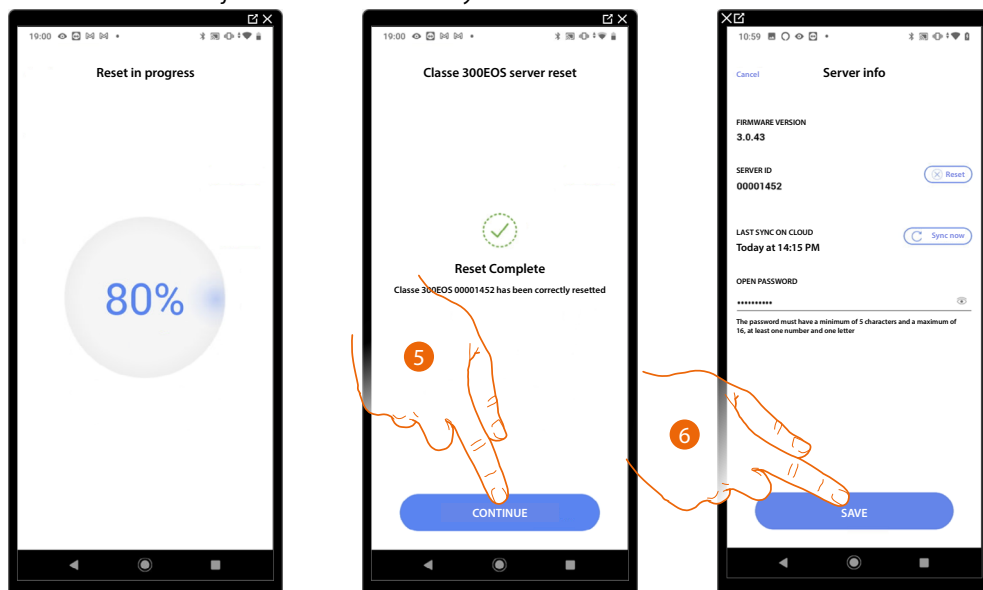 19:00
Reset in progress
80%
19:00
Classe 300EOS server reset
Reset Complete
Classe 300EOS 00001452 has been correctly resetted
5
CONTINUE
10:59
Cancel
Server info
FIRMWARE VERSION
3.0.43
SERVER ID
00001452
Reset
LAST SYNC ON CLOUD
Today at 14:15 PM
Sync now
OPEN PASSWORD
••••••••••
The password must have a minimum of 5 characters and a maximum of
16, at least one number and one letter
6
SAVE